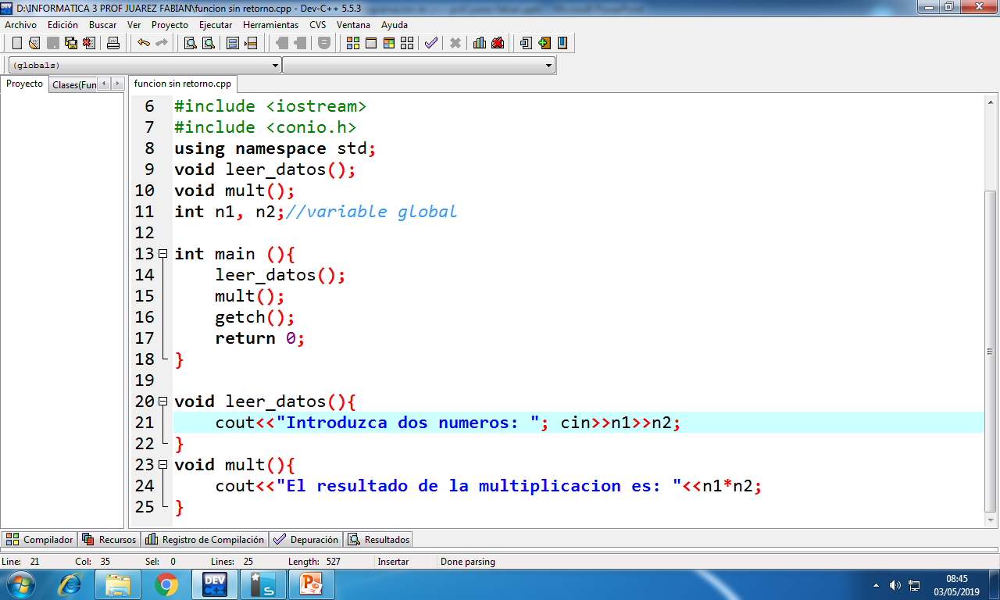 D:\INFORMATICA 3 PROF JUAREZ FABIAN\funcion sin retorno.cpp - Dev-C++ 5.5.3
Archivo Edición Buscar Ver Proyecto Ejecutar Herramientas CVS Ventana Ayuda
(globals)
Proyecto Clases(Fun funcion sin retorno.cpp
6 #include <iostream>
7 #include <conio.h>
8 using namespace std;
9 void leer_datos();
10 void mult();
11 int n1, n2;//variable global
12
13 int main (){
14 leer_datos();
15 mult();
16 getch();
17 return 0;
18 }
19
20 void leer_datos(){
21 cout<<"Introduzca dos numeros: "; cin>>n1>>n2;
22 }
23 void mult(){
24 cout<<"El resultado de la multiplicacion es: "<<n1*n2;
25 }
Compilador Recursos Registro de Compilación Depuración Resultados
Line: 21 Col: 35 Sel: 0 Lines: 25 Length: 527 Insertar Done parsing
DEV C++ S P
08:45
03/05/2019